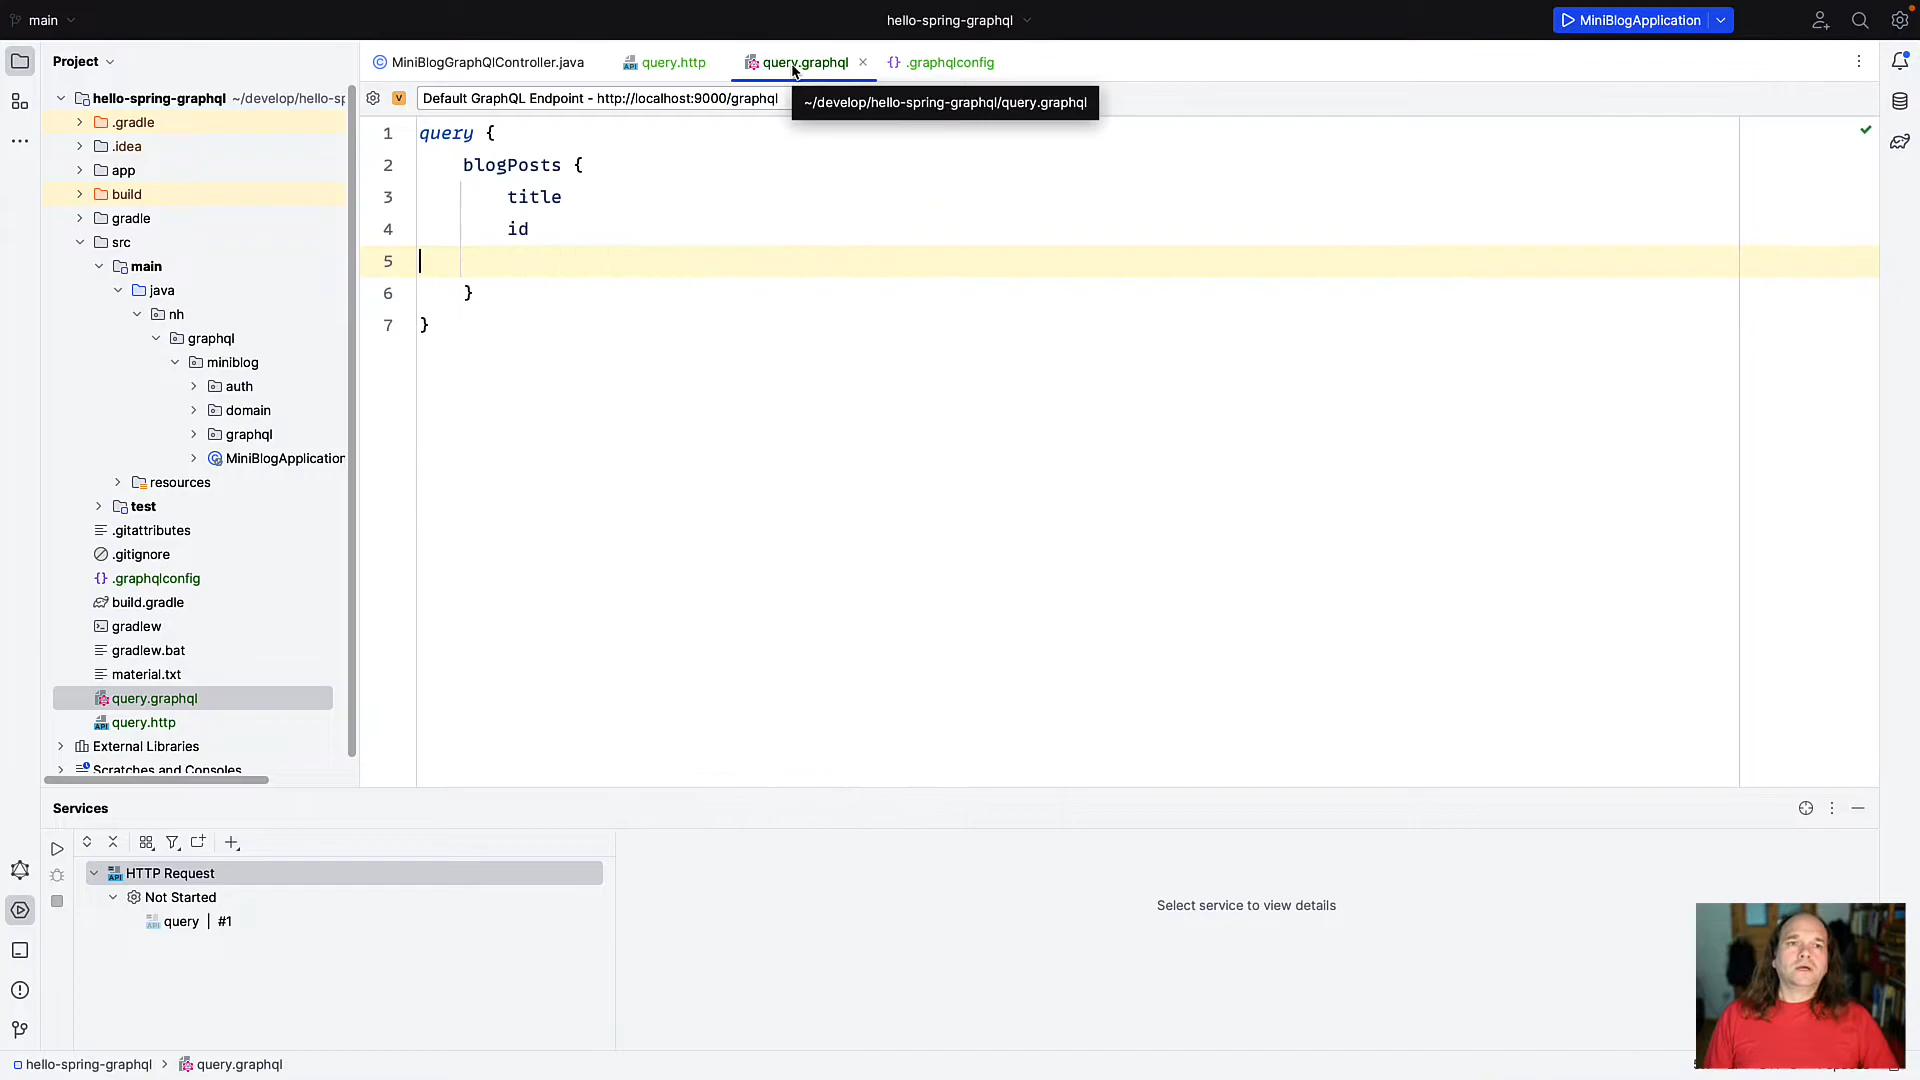 main
hello-spring-graphql
MiniBlogApplication
Project
MiniBlogGraphQlController.java
query.http
query.graphql
.graphqlconfig
hello-spring-graphql ~/develop/hello-sp
Default GraphQL Endpoint - http://localhost:9000/graphql
~/develop/hello-spring-graphql/query.graphql
.gradle
.idea
app
build
gradle
src
main
java
nh
graphql
miniblog
auth
domain
graphql
MiniBlogApplication
resources
test
.gitattributes
.gitignore
.graphqlconfig
build.gradle
gradlew
gradlew.bat
material.txt
query.graphql
query.http
External Libraries
Scratches and Consoles
1 query {
2 blogPosts {
3 title
4 id
5
6 }
7 }
Services
HTTP Request
Not Started
query | #1
Select service to view details
hello-spring-graphql > query.graphql